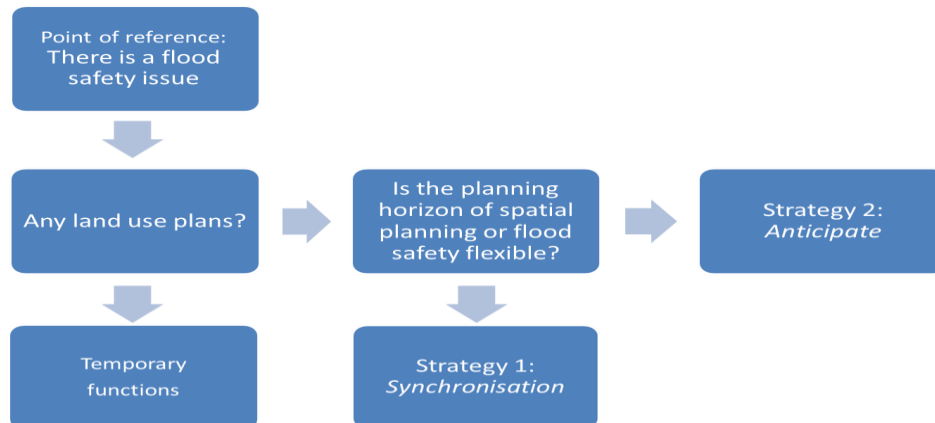 Point of reference:
There is a flood
safety issue
Any land use plans?
Is the planning
horizon of spatial
planning or flood
safety flexible?
Strategy 2:
Anticipate
Temporary
functions
Strategy 1:
Synchronisation